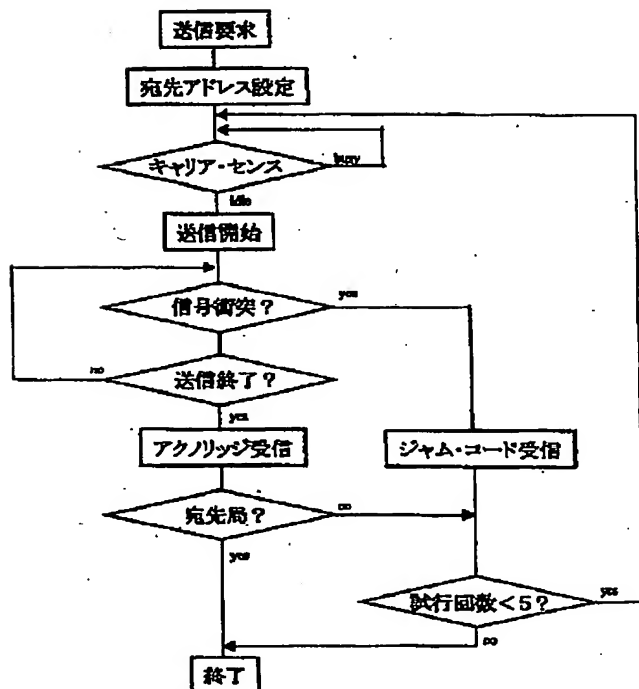 送信要求
宛先アドレス設定
キャリア・センス
busy
idle
送信開始
信号衝突?
yes
送信終了?
no
yes
アクノリッジ受信
ジャム・コード受信
宛先局?
no
yes
試行回数<5?
yes
no
終了